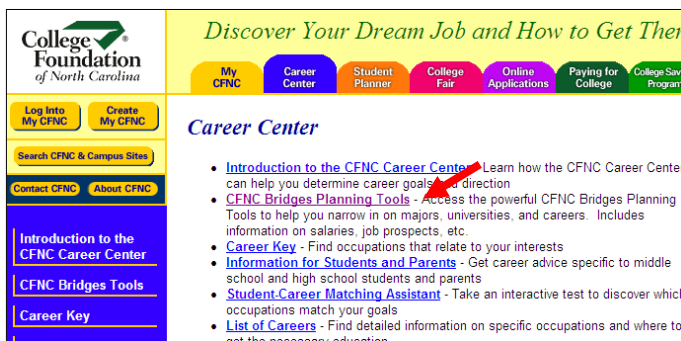 College
Foundation
of North Carolina
Discover Your Dream Job and How to Get
My CFNC
Career Center
Student Planner
College Fair
Online Applications
Paying for College
College
Log Into My CFNC
Create My CFNC
Search CFNC & Campus Sites
Contact CFNC
About CFNC
Introduction to the
CFNC Career Center
CFNC Bridges Tools
Career Key
Career Center
• Introduction to the CFNC Career Center - Learn how the CFNC Career
can help you determine career goals and direction
• CFNC Bridges Planning Tools - Access the powerful CFNC Bridges Planning
Tools to help you narrow in on majors, universities, and careers. Includes
information on salaries, job prospects, etc.
• Career Key - Find occupations that relate to your interests
• Information for Students and Parents - Get career advice specific to middle
school and high school students and parents
• Student-Career Matching Assistant - Take an interactive test to discover
occupations match your goals
• List of Careers - Find detailed information on specific occupations and where to
get the necessary education